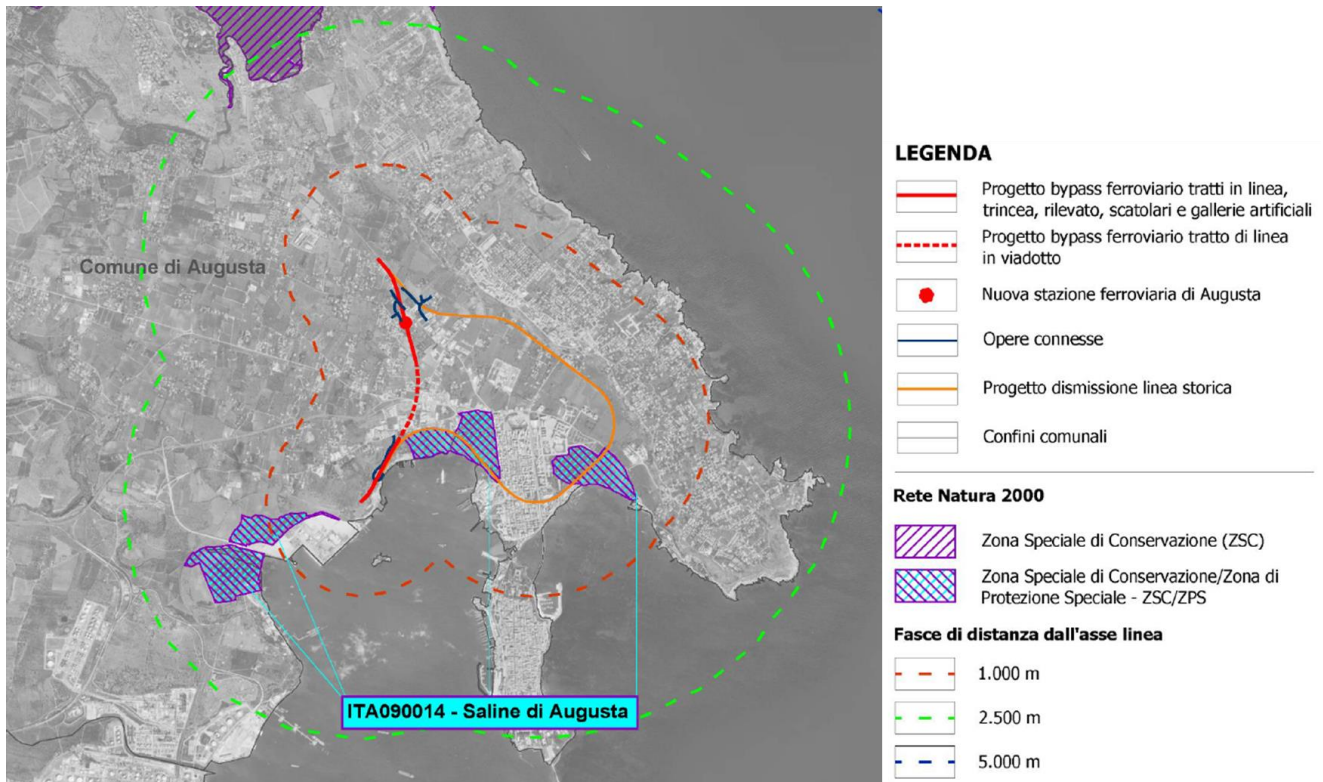 Comune di Augusta
ITA090014 - Saline di Augusta
LEGENDA
Progetto bypass ferroviario tratti in linea,
trincea, rilevato, scatolari e gallerie artificiali
Progetto bypass ferroviario tratto di linea
in viadotto
Nuova stazione ferroviaria di Augusta
Opere connesse
Progetto dismissione linea storica
Confini comunali
Rete Natura 2000
Zona Speciale di Conservazione (ZSC)
Zona Speciale di Conservazione/Zona di
Protezione Speciale - ZSC/ZPS
Fasce di distanza dall'asse linea
1.000 m
2.500 m
5.000 m